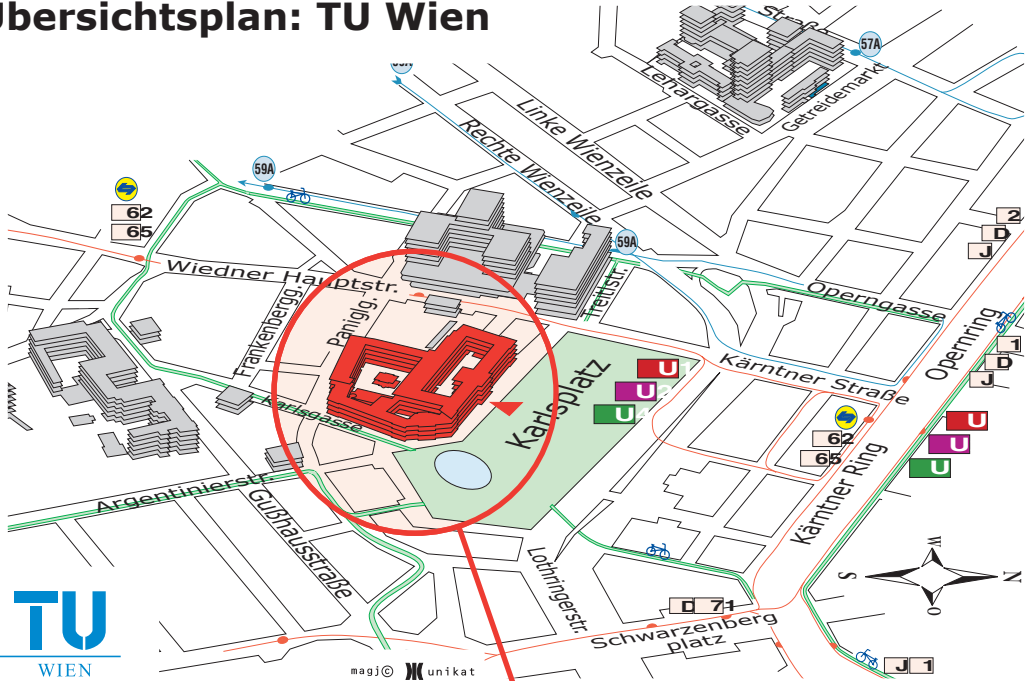 Übersichtsplan: TU Wien
Straße
57A
Lehargasse
Getreidemarkt
59A
Linke Wienzeile
Rechte Wienzeile
59A
62
65
59A
2
D
J
Wiedner Hauptstr.
Treitlstr.
Operngasse
Frankenbergg.
Paniglg.
Karlsplatz
U
U
U
Kärntner Straße
Opernring
1
D
J
Karlsgasse
62
65
U
U
U
Kärntner Ring
Argentinierstr.
Gußhausstraße
Lothringerstr.
W
S
N
O
D 71
Schwarzenberg
platz
J 1
TU
WIEN
magj© unikat